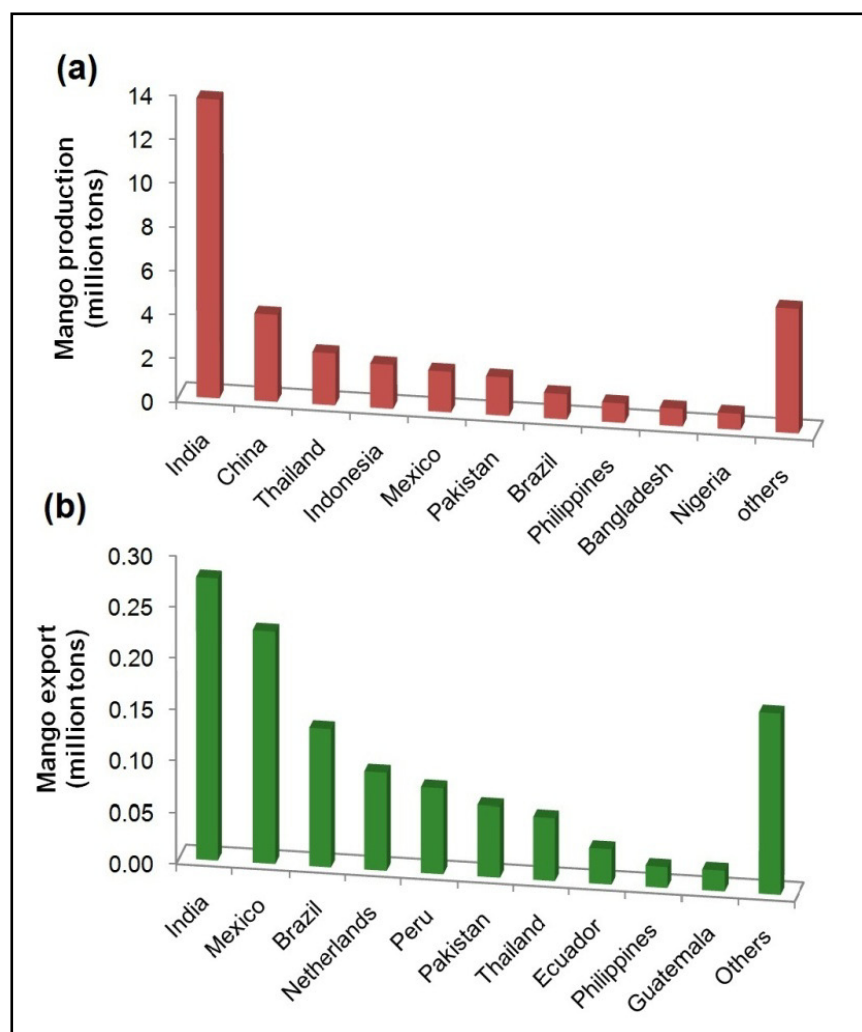 (a)
Mango production
(million tons)
14
12
10
8
6
4
2
0
India
China
Thailand
Indonesia
Mexico
Pakistan
Brazil
Philippines
Bangladesh
Nigeria
others
(b)
Mango export
(million tons)
0.30
0.25
0.20
0.15
0.10
0.05
0.00
India
Mexico
Brazil
Netherlands
Peru
Pakistan
Thailand
Ecuador
Philippines
Guatemala
Others